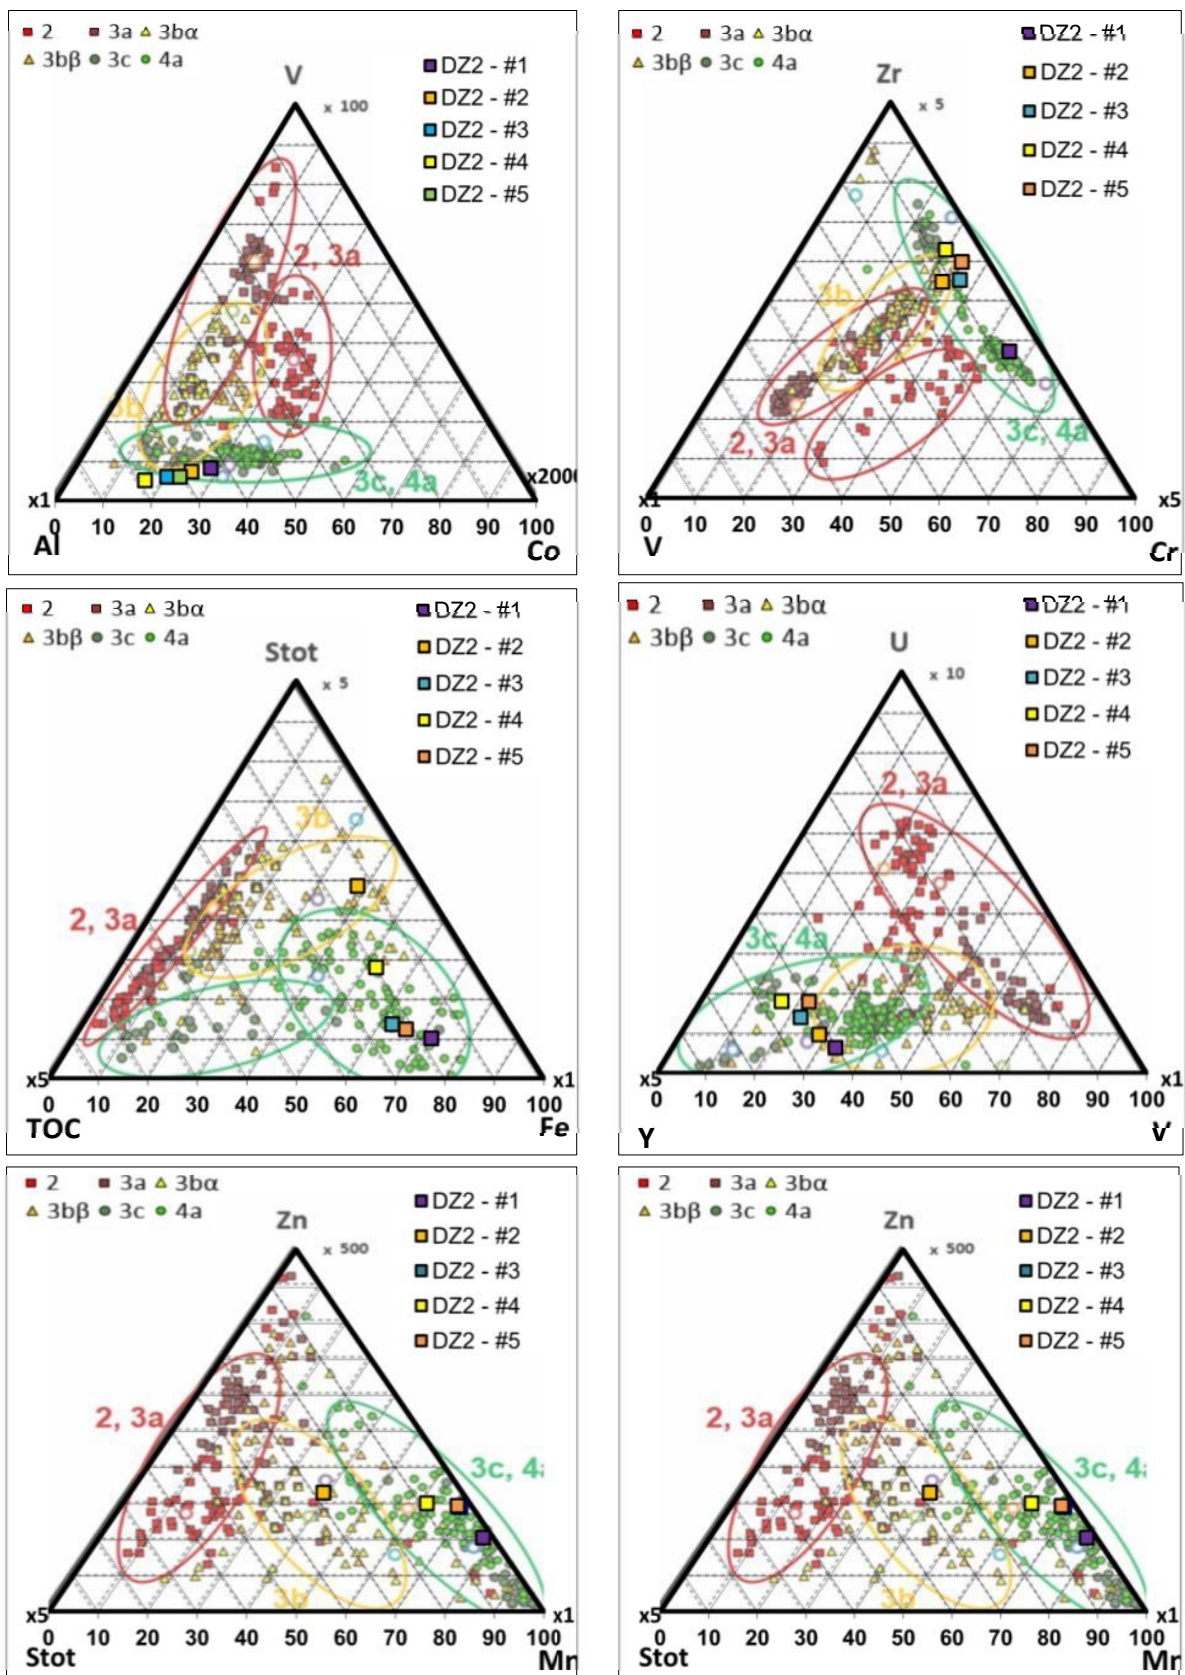 2 3a 3bα
3bβ 3c 4a
DZ2 - #1
DZ2 - #2
DZ2 - #3
DZ2 - #4
DZ2 - #5
V
x 100
2, 3a
3b
3c, 4a
x1
x200
0 10 20 30 40 50 60 70 80 90 100
Al Co
2 3a 3bα
3bβ 3c 4a
DZ2 - #1
DZ2 - #2
DZ2 - #3
DZ2 - #4
DZ2 - #5
Zr
x 5
3b
2, 3a
3c, 4a
x1 x5
0 10 20 30 40 50 60 70 80 90 100
V Cr
2 3a 3bα
3bβ 3c 4a
DZ2 - #1
DZ2 - #2
DZ2 - #3
DZ2 - #4
DZ2 - #5
Stot
x 5
3b
2, 3a
x5 x1
0 10 20 30 40 50 60 70 80 90 100
TOC Fe
2 3a 3bα
3bβ 3c 4a
DZ2 - #1
DZ2 - #2
DZ2 - #3
DZ2 - #4
DZ2 - #5
U
x 10
2, 3a
3c, 4a
x5 x1
0 10 20 30 40 50 60 70 80 90 100
Y V
2 3a 3bα
3bβ 3c 4a
DZ2 - #1
DZ2 - #2
DZ2 - #3
DZ2 - #4
DZ2 - #5
Zn
x 500
2, 3a
3c, 4
3b
x5 x1
0 10 20 30 40 50 60 70 80 90 100
Stot Mn
2 3a 3bα
3bβ 3c 4a
DZ2 - #1
DZ2 - #2
DZ2 - #3
DZ2 - #4
DZ2 - #5
Zn
x 500
2, 3a
3c, 4
3b
x5 x1
0 10 20 30 40 50 60 70 80 90 100
Stot Mn